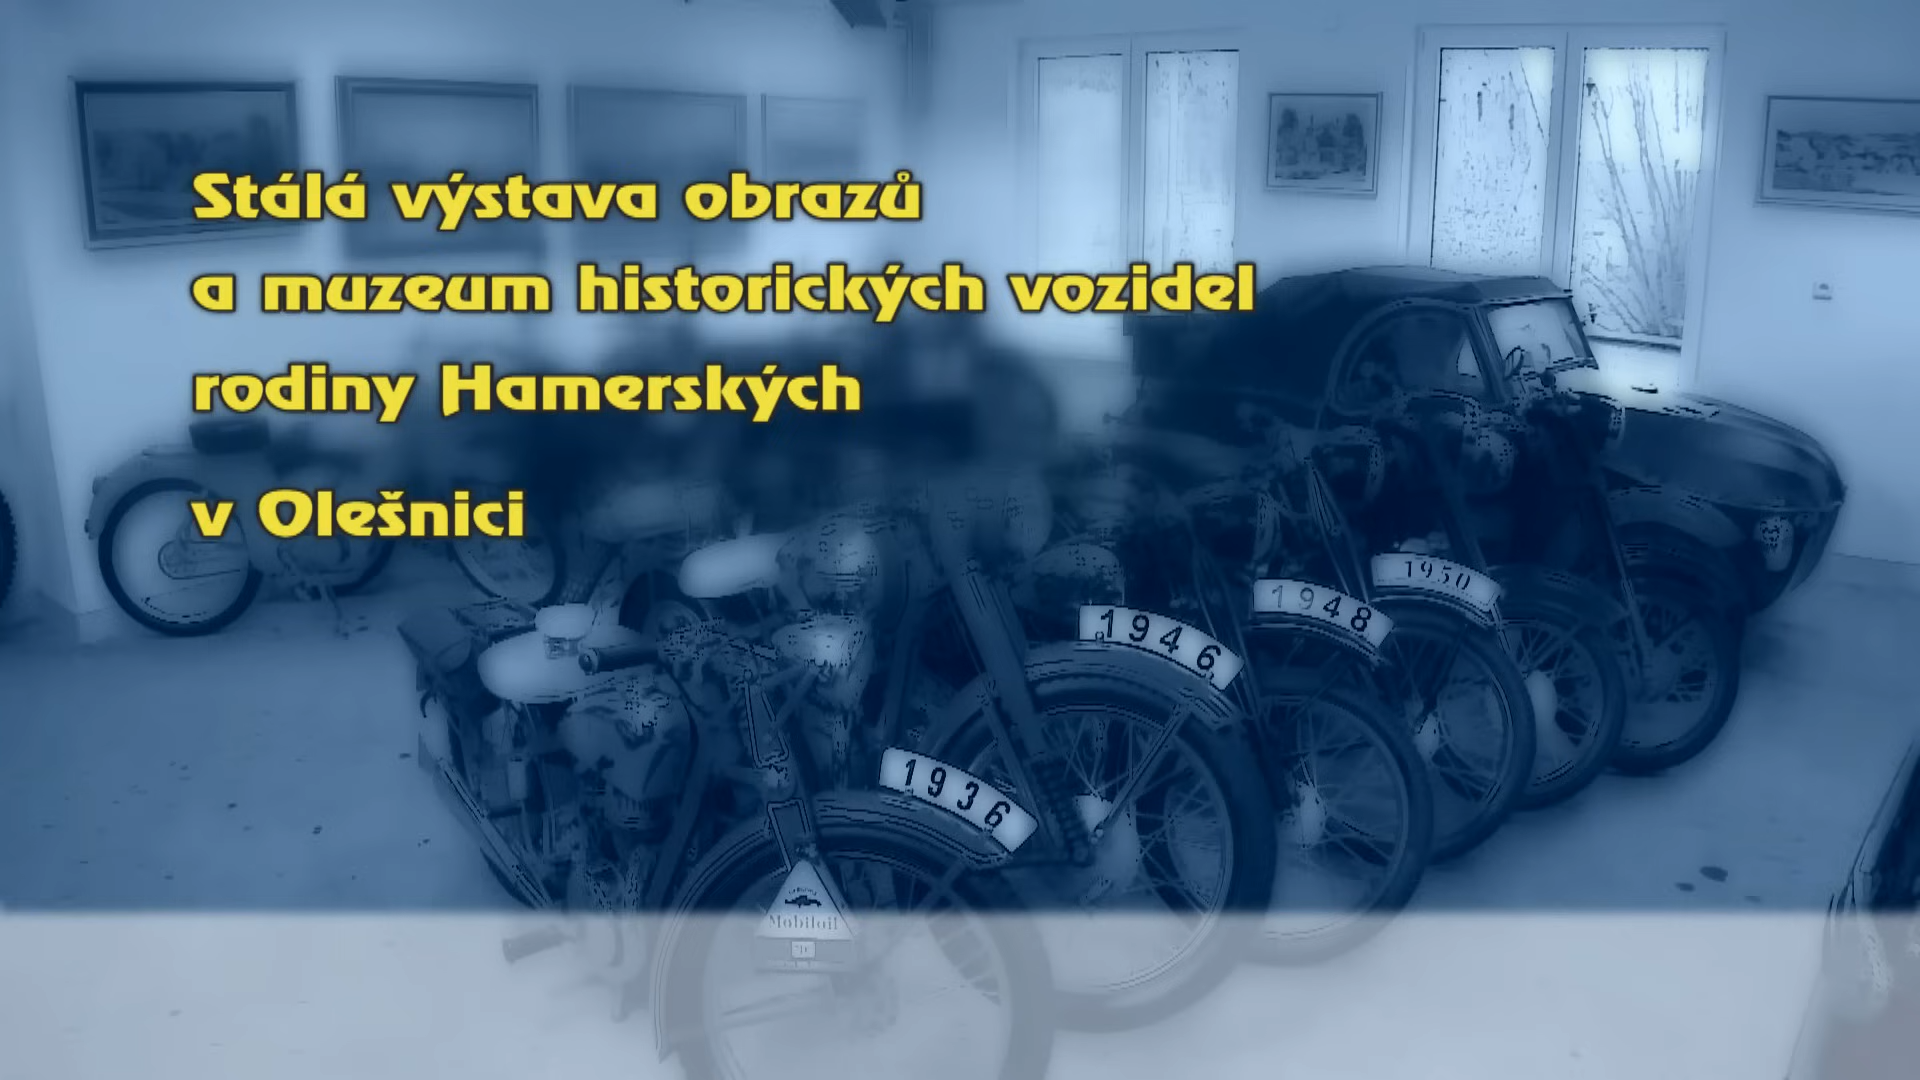 Stálá výstava obrazů
a muzeum historických vozidel
rodiny Hamerských
v Olešnici
1950
1948
1946
1936
Mobiloil